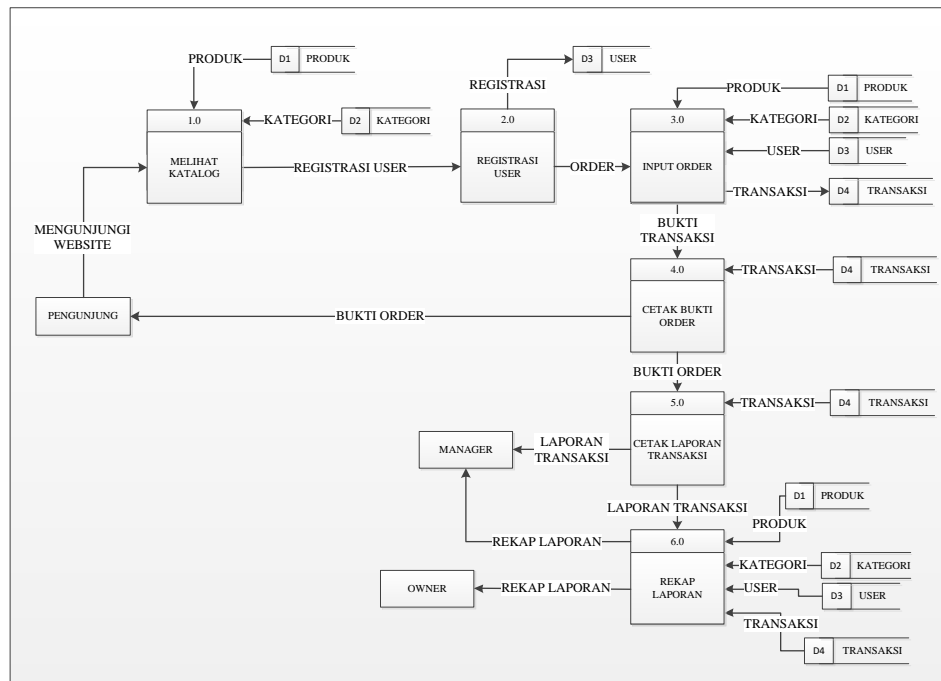 PRODUK
D1 PRODUK
D3 USER
REGISTRASI
PRODUK
D1 PRODUK
1.0
KATEGORI
D2 KATEGORI
2.0
3.0
KATEGORI
D2 KATEGORI
MELIHAT
KATALOG
REGISTRASI USER
REGISTRASI
USER
ORDER
INPUT ORDER
USER
D3 USER
TRANSAKSI
D4 TRANSAKSI
MENGUNJUNGI
WEBSITE
BUKTI
TRANSAKSI
4.0
TRANSAKSI
D4 TRANSAKSI
PENGUNJUNG
BUKTI ORDER
CETAK BUKTI
ORDER
BUKTI ORDER
5.0
TRANSAKSI
D4 TRANSAKSI
MANAGER
LAPORAN
TRANSAKSI
CETAK LAPORAN
TRANSAKSI
LAPORAN TRANSAKSI
D1 PRODUK
PRODUK
REKAP LAPORAN
6.0
KATEGORI
D2 KATEGORI
OWNER
REKAP LAPORAN
REKAP
LAPORAN
USER
D3 USER
TRANSAKSI
D4 TRANSAKSI